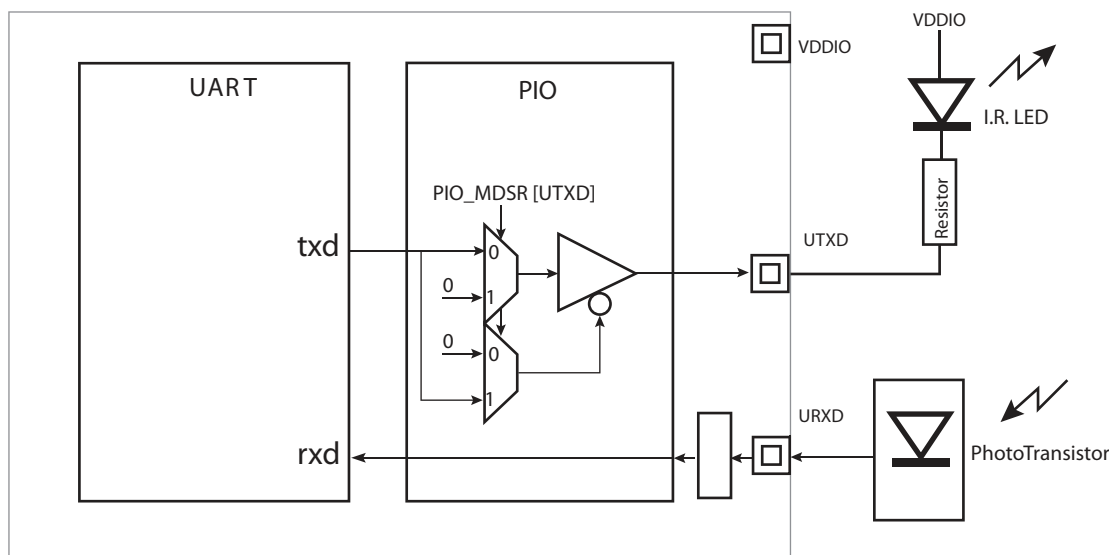 VDDIO
VDDIO
UART
PIO
I.R. LED
PIO_MDSR [UTXD]
Resistor
txd
0
UTXD
0
1
0
0
1
URXD
rxd
PhotoTransistor